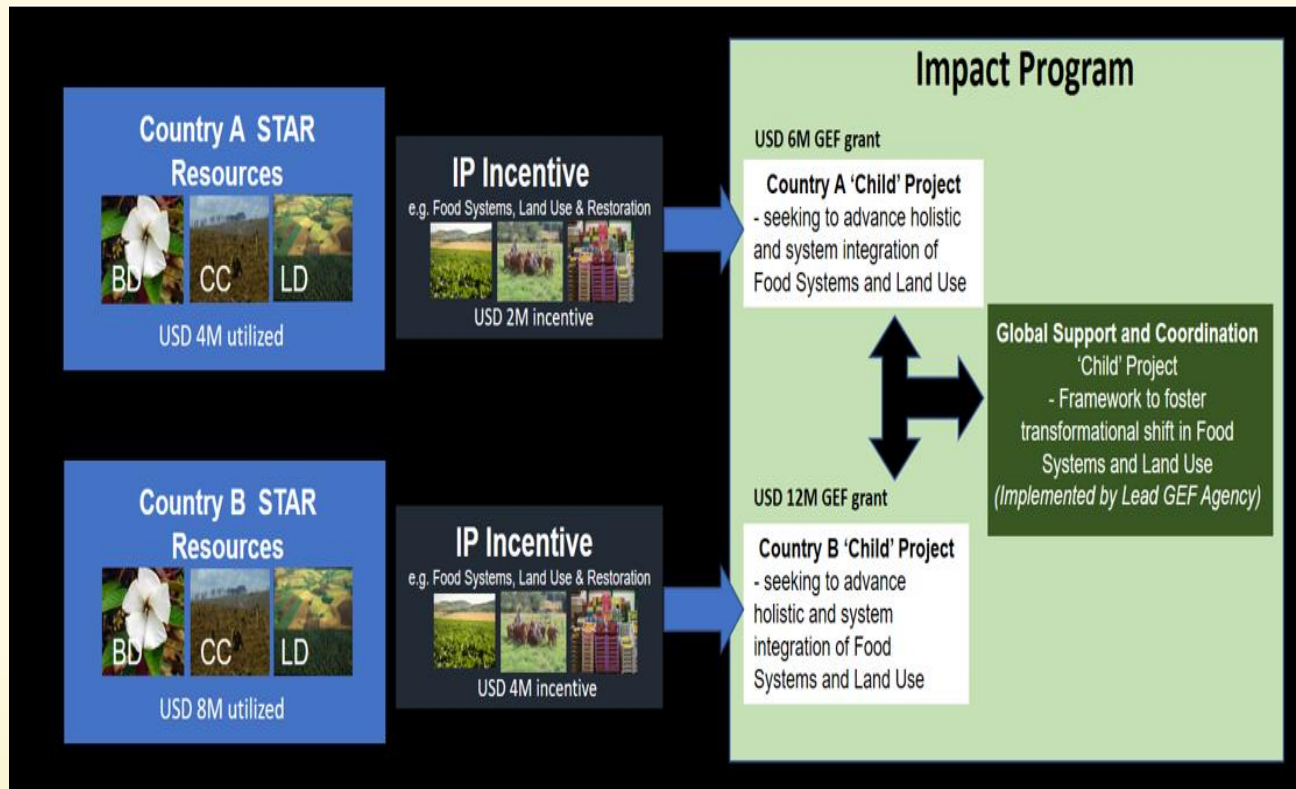 Country A STAR
Resources
BD
CC
LD
USD 4M utilized
IP Incentive
e.g. Food Systems, Land Use & Restoration
USD 2M incentive
Impact Program
USD 6M GEF grant
Country A ‘Child’ Project
- seeking to advance holistic
and system integration of
Food Systems and Land Use
Global Support and Coordination
‘Child’ Project
- Framework to foster
transformational shift in Food
Systems and Land Use
(Implemented by Lead GEF Agency)
Country B STAR
Resources
BD
CC
LD
USD 8M utilized
IP Incentive
e.g. Food Systems, Land Use & Restoration
USD 4M incentive
USD 12M GEF grant
Country B ‘Child’ Project
- seeking to advance
holistic and system
integration of Food
Systems and Land Use